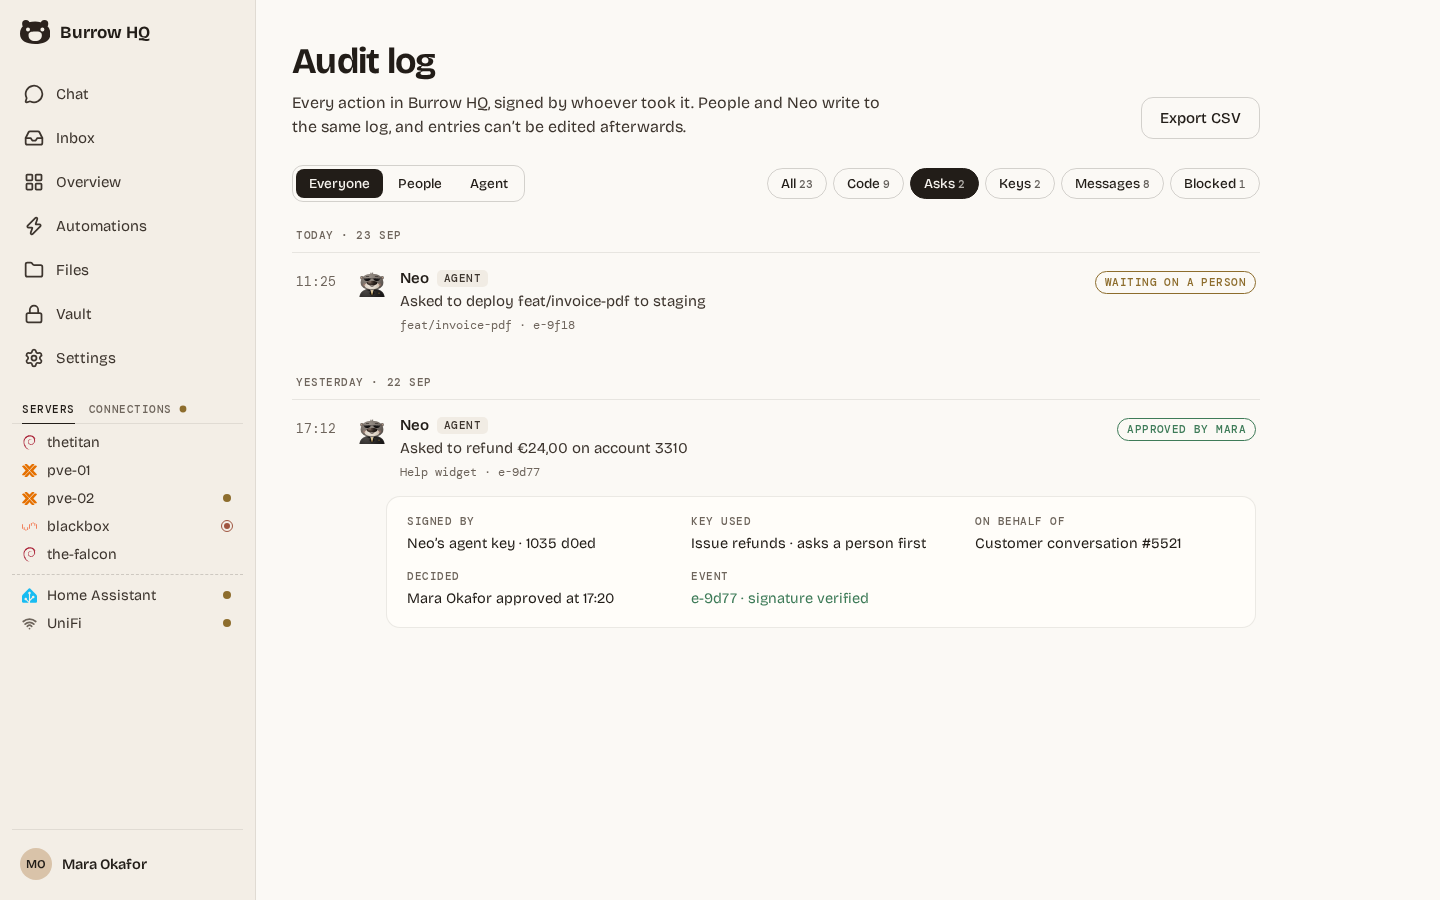 Burrow HQ
Chat
Inbox
Overview
Automations
Files
Vault
Settings
SERVERS CONNECTIONS
thetitan
pve-01
pve-02
blackbox
the-falcon
Home Assistant
UniFi
MO Mara Okafor
Audit log
Every action in Burrow HQ, signed by whoever took it. People and Neo write to
the same log, and entries can't be edited afterwards.
Export CSV
Everyone People Agent
All 23 Code 9 Asks 2 Keys 2 Messages 8 Blocked 1
TODAY · 23 SEP
11:25 Neo AGENT WAITING ON A PERSON
Asked to deploy feat/invoice-pdf to staging
feat/invoice-pdf · e-9f18
YESTERDAY · 22 SEP
17:12 Neo AGENT APPROVED BY MARA
Asked to refund €24,00 on account 3310
Help widget · e-9d77
SIGNED BY KEY USED ON BEHALF OF
Neo's agent key · 1035 d0ed Issue refunds · asks a person first Customer conversation #5521
DECIDED EVENT
Mara Okafor approved at 17:20 e-9d77 · signature verified